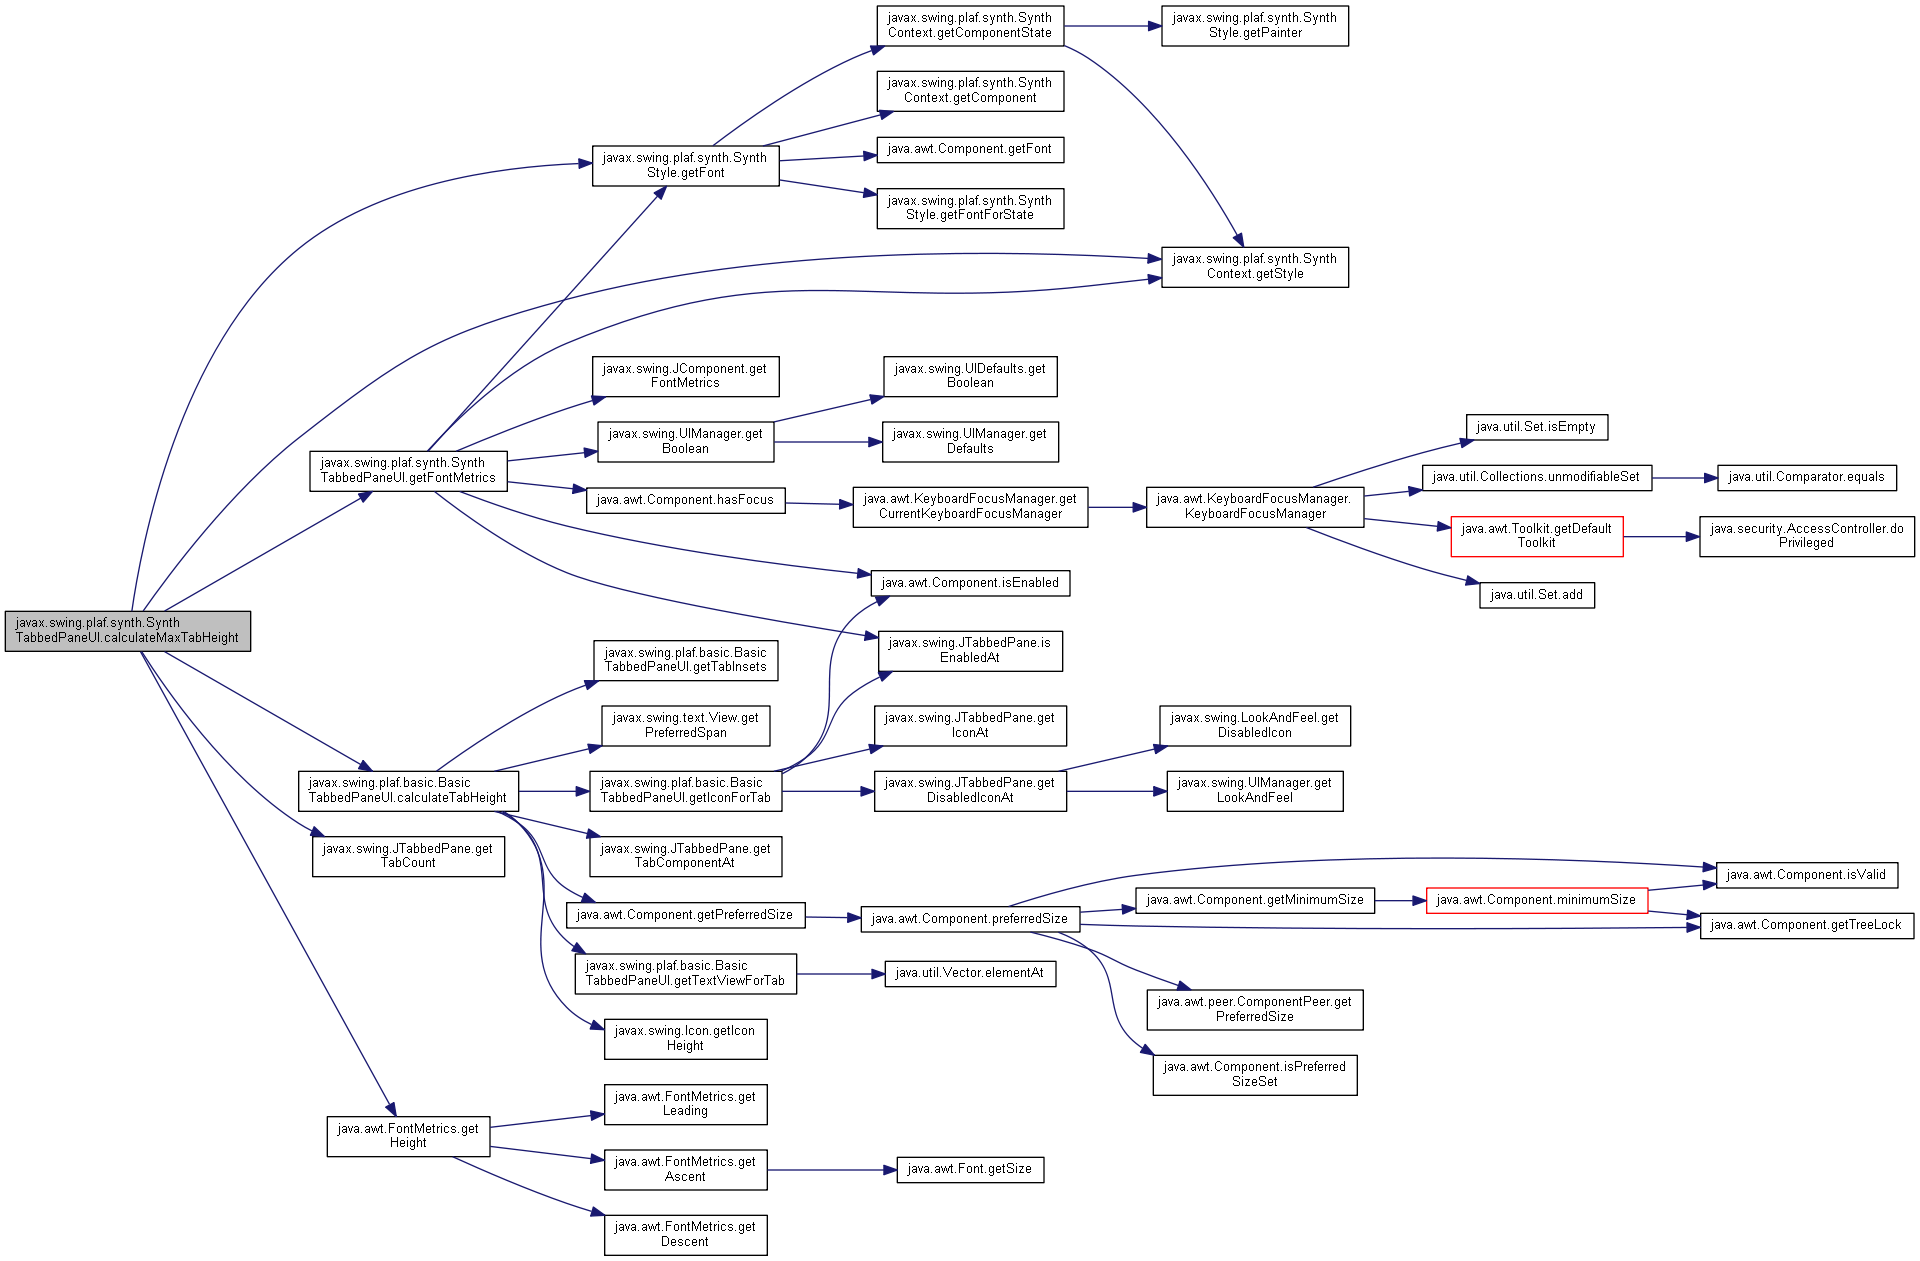 javax.swing.plaf.synth.Synth
TabbedPaneUI.calculateMaxTabHeight
javax.swing.plaf.synth.Synth
Style.getFont
javax.swing.plaf.synth.Synth
TabbedPaneUI.getFontMetrics
javax.swing.plaf.basic.Basic
TabbedPaneUI.calculateTabHeight
javax.swing.JTabbedPane.get
TabCount
java.awt.FontMetrics.get
Height
javax.swing.JComponent.get
FontMetrics
javax.swing.UIManager.get
Boolean
java.awt.Component.hasFocus
javax.swing.plaf.basic.Basic
TabbedPaneUI.getTabInsets
javax.swing.text.View.get
PreferredSpan
javax.swing.plaf.basic.Basic
TabbedPaneUI.getIconForTab
javax.swing.JTabbedPane.get
TabComponentAt
java.awt.Component.getPreferredSize
javax.swing.plaf.basic.Basic
TabbedPaneUI.getTextViewForTab
javax.swing.Icon.getIcon
Height
java.awt.FontMetrics.get
Leading
java.awt.FontMetrics.get
Ascent
java.awt.FontMetrics.get
Descent
javax.swing.plaf.synth.Synth
Context.getComponentState
javax.swing.plaf.synth.Synth
Context.getComponent
java.awt.Component.getFont
javax.swing.plaf.synth.Synth
Style.getFontForState
javax.swing.UIDefaults.get
Boolean
javax.swing.UIManager.get
Defaults
java.awt.KeyboardFocusManager.get
CurrentKeyboardFocusManager
java.awt.Component.isEnabled
javax.swing.JTabbedPane.is
EnabledAt
javax.swing.JTabbedPane.get
IconAt
javax.swing.JTabbedPane.get
DisabledIconAt
java.awt.Component.preferredSize
java.util.Vector.elementAt
java.awt.Font.getSize
javax.swing.plaf.synth.Synth
Style.getPainter
javax.swing.plaf.synth.Synth
Context.getStyle
java.awt.KeyboardFocusManager.
KeyboardFocusManager
javax.swing.LookAndFeel.get
DisabledIcon
javax.swing.UIManager.get
LookAndFeel
java.awt.Component.getMinimumSize
java.awt.peer.ComponentPeer.get
PreferredSize
java.awt.Component.isPreferred
SizeSet
java.util.Set.isEmpty
java.util.Collections.unmodifiableSet
java.awt.Toolkit.getDefault
Toolkit
java.util.Set.add
java.awt.Component.minimumSize
java.util.Comparator.equals
java.security.AccessController.do
Privileged
java.awt.Component.isValid
java.awt.Component.getTreeLock